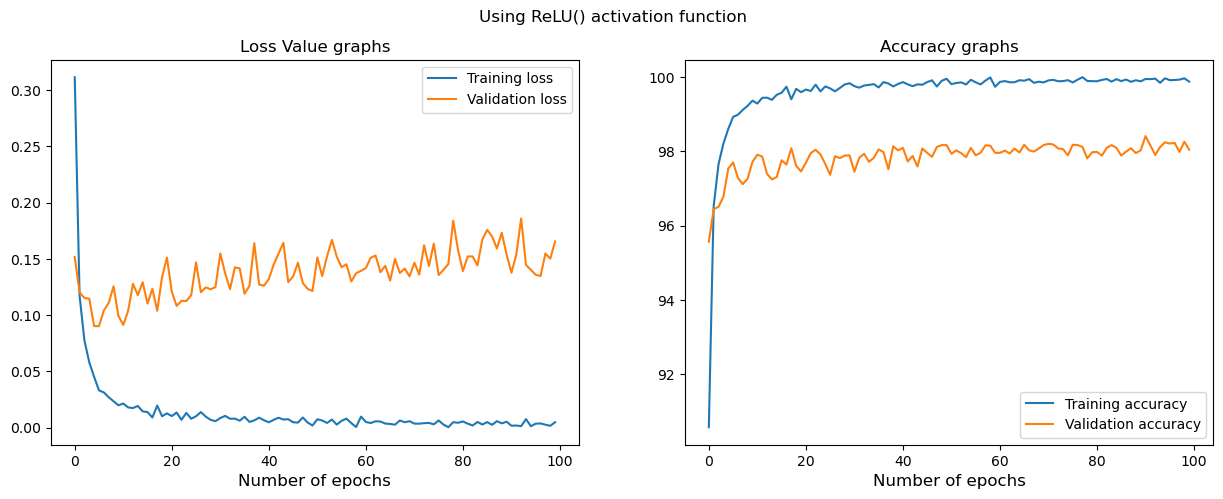 Using ReLU() activation function
Loss Value graphs
Training loss
Validation loss
0.30
0.25
0.20
0.15
0.10
0.05
0.00
0 20 40 60 80 100
Number of epochs
Accuracy graphs
100
98
96
94
92
Training accuracy
Validation accuracy
0 20 40 60 80 100
Number of epochs